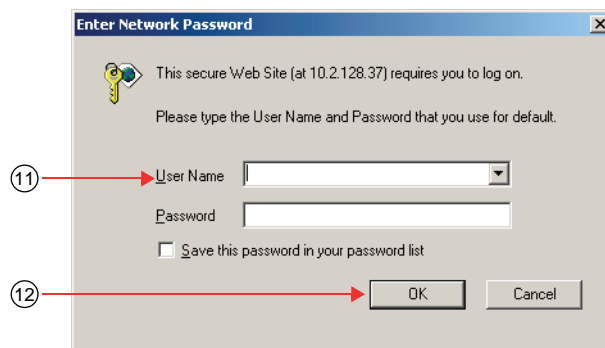 Enter Network Password
This secure Web Site (at 10.2.128.37) requires you to log on.
Please type the User Name and Password that you use for default.
11 User Name
Password
Save this password in your password list
12 OK Cancel